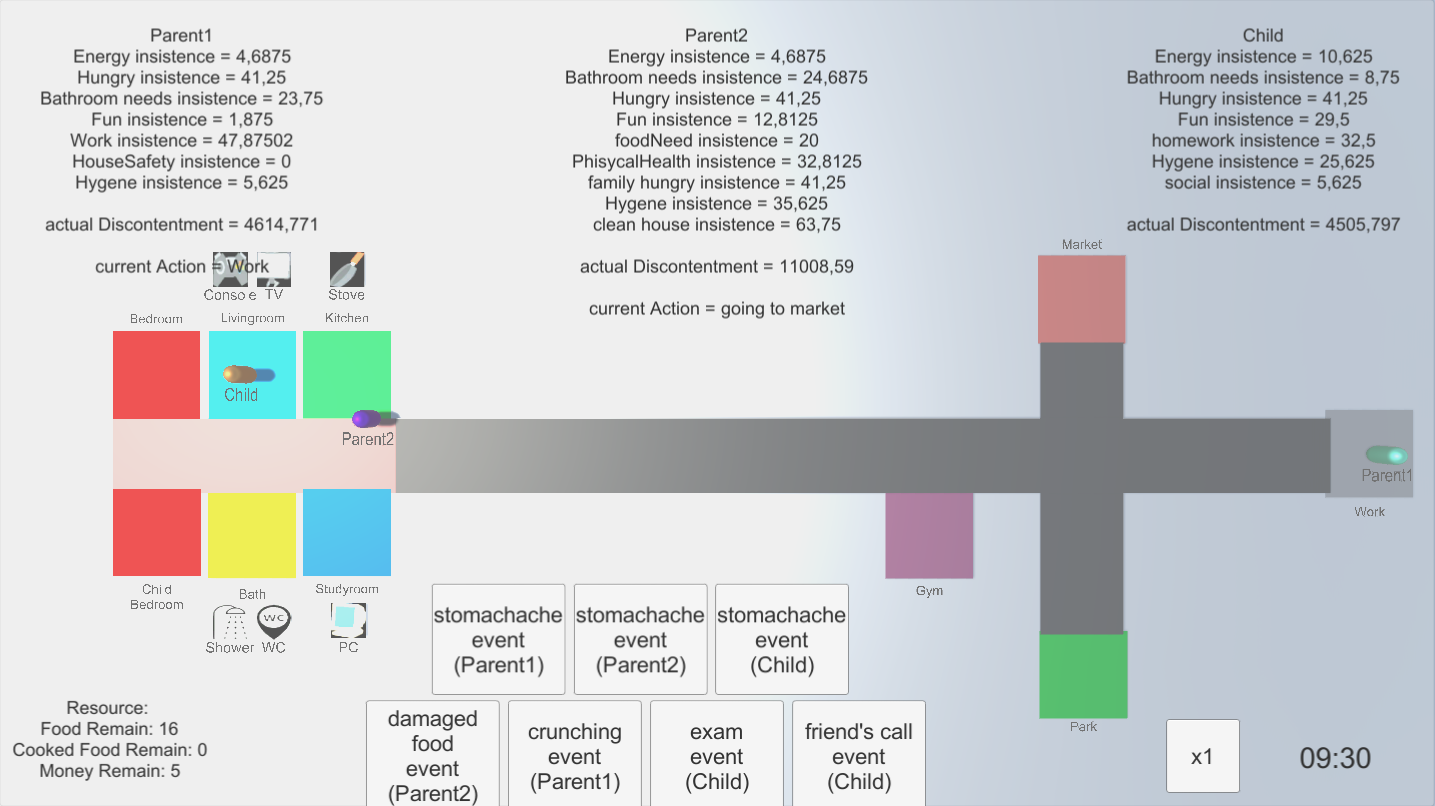 Parent1
Energy insistence = 4,6875
Hungry insistence = 41,25
Bathroom needs insistence = 23,75
Fun insistence = 1,875
Work insistence = 47,87502
HouseSafety insistence = 0
Hygene insistence = 5,625
actual Discontentment = 4614,771
current Action = Work
Parent2
Energy insistence = 4,6875
Bathroom needs insistence = 24,6875
Hungry insistence = 41,25
Fun insistence = 12,8125
foodNeed insistence = 20
PhisycalHealth insistence = 32,8125
family hungry insistence = 41,25
Hygene insistence = 35,625
clean house insistence = 63,75
actual Discontentment = 11008,59
current Action = going to market
Child
Energy insistence = 10,625
Bathroom needs insistence = 8,75
Hungry insistence = 41,25
Fun insistence = 29,5
homework insistence = 32,5
Hygene insistence = 25,625
social insistence = 5,625
actual Discontentment = 4505,797
Console TV Stove
Bedroom Livingroom Kitchen
Market
Child
Parent2
Parent1
Work
Child
Bedroom
Bath
Studyroom
Gym
WC
Shower WC PC
Park
stomachache
event
(Parent1)
stomachache
event
(Parent2)
stomachache
event
(Child)
damaged
food
event
(Parent2)
crunching
event
(Parent1)
exam
event
(Child)
friend's call
event
(Child)
Resource:
Food Remain: 16
Cooked Food Remain: 0
Money Remain: 5
x1
09:30